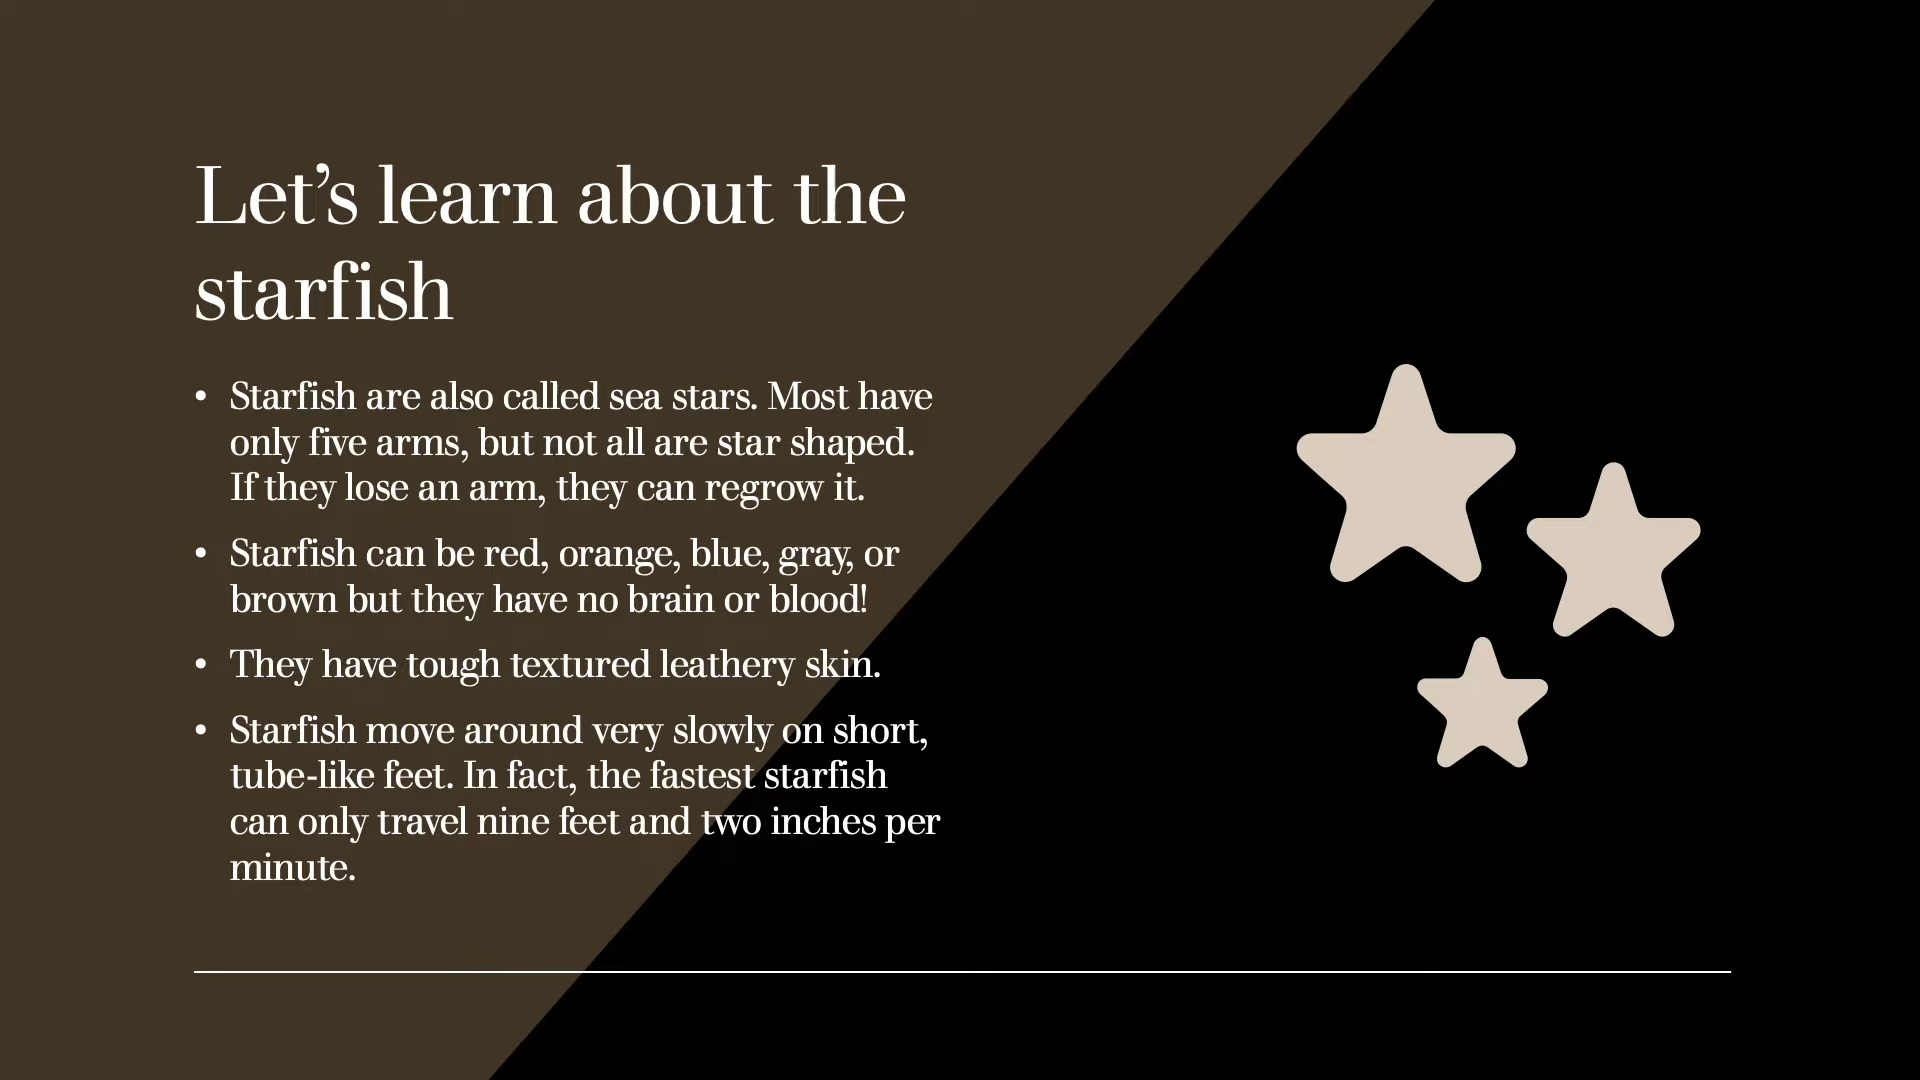 Let’s learn about the
starfish
• Starfish are also called sea stars. Most have
only five arms, but not all are star shaped.
If they lose an arm, they can regrow it.
• Starfish can be red, orange, blue, gray, or
brown but they have no brain or blood!
• They have tough textured leathery skin.
• Starfish move around very slowly on short,
tube-like feet. In fact, the fastest starfish
can only travel nine feet and two inches per
minute.